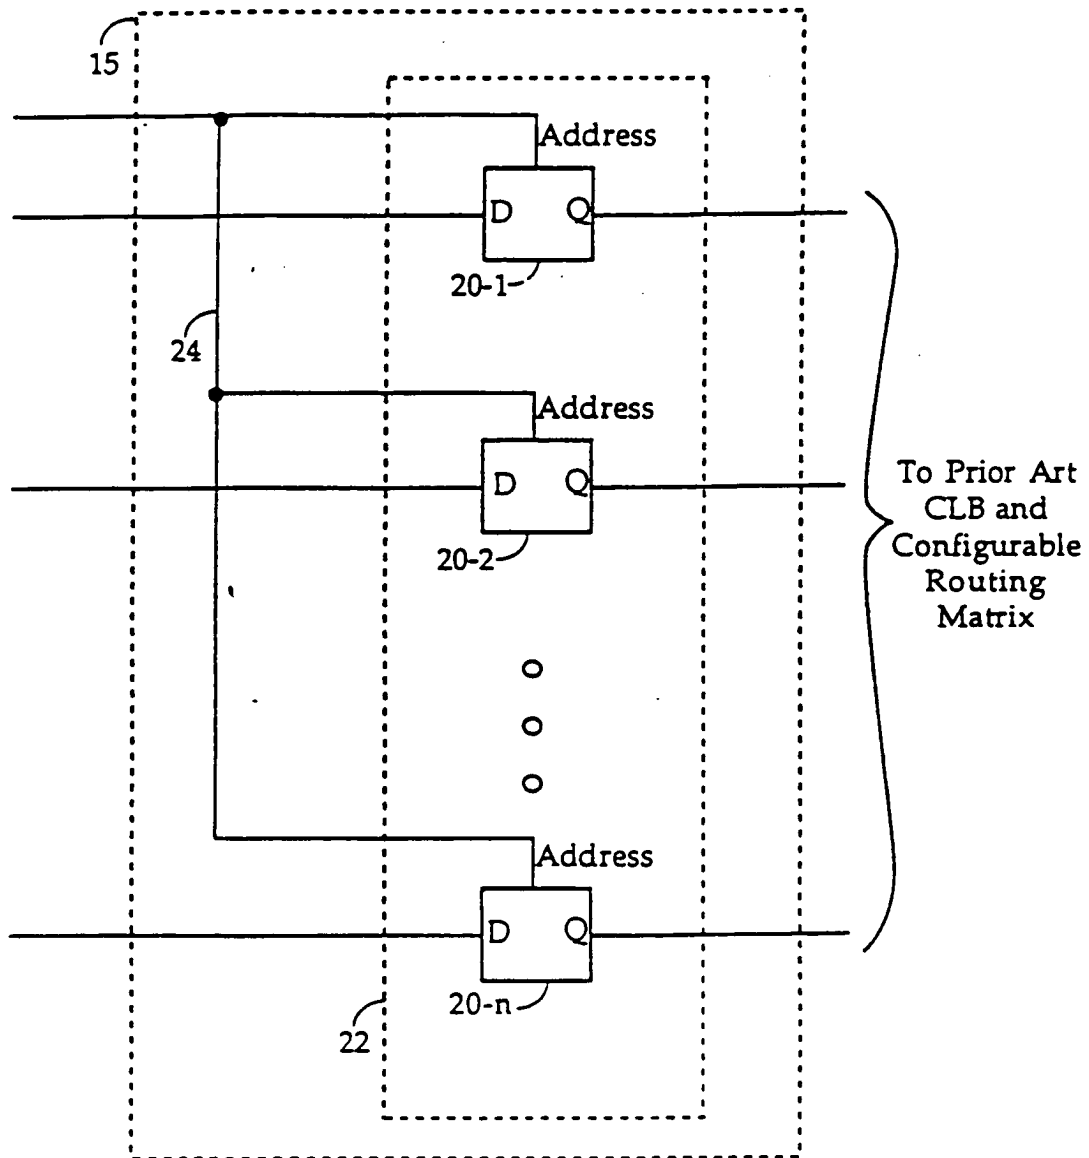 15
Address
D Q
20-1
24
Address
D Q
20-2
To Prior Art
CLB and
Configurable
Routing
Matrix
Address
D Q
20-n
22